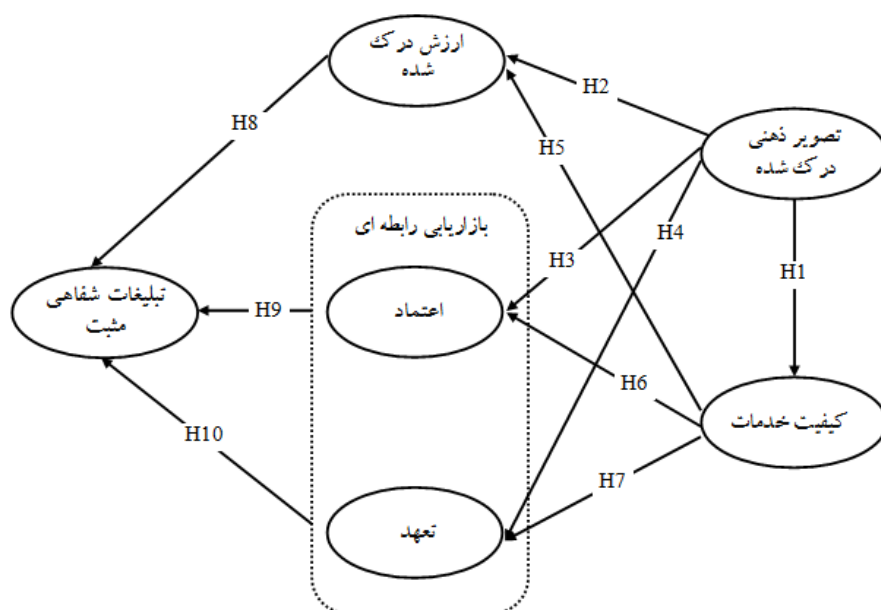 ارزش درک
شده
H2
H8
H5
تصویر ذهنی
درک شده
بازاریابی رابطه ای
H4
H3
H1
تبلیغات شفاهی
مثبت
H9
اعتماد
H6
کیفیت خدمات
H10
H7
تعهد